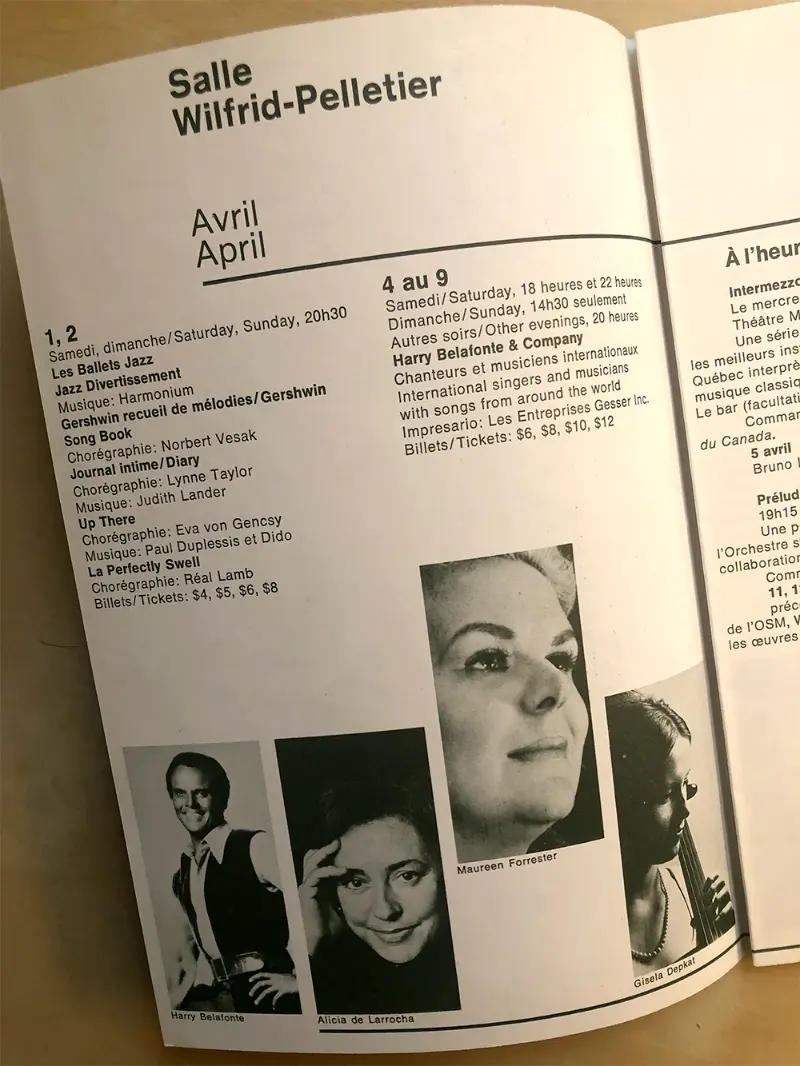 Salle
Wilfrid-Pelletier
Avril
April
1, 2
Samedi, dimanche/Saturday, Sunday, 20h30
Les Ballets Jazz
Jazz Divertissement
Musique: Harmonium
Gershwin recueil de mélodies/Gershwin
Song Book
Chorégraphie: Norbert Vesak
Journal intime/Diary
Chorégraphie: Lynne Taylor
Musique: Judith Lander
Up There
Chorégraphie: Eva von Gencsy
Musique: Paul Duplessis et Dido
La Perfectly Swell
Chorégraphie: Réal Lamb
Billets/Tickets: $4, $5, $6, $8
4 au 9
Samedi/Saturday, 18 heures et 22 heures
Dimanche/Sunday, 14h30 seulement
Autres soirs/Other evenings, 20 heures
Harry Belafonte & Company
Chanteurs et musiciens internationaux
International singers and musicians
with songs from around the world
Impresario: Les Entreprises Gesser Inc.
Billets/Tickets: $6, $8, $10, $12
Harry Belafonte
Alicia de Larrocha
Maureen Forrester
Gisela Depkat
À l'heur
Intermezzo
Le mercre
Théâtre M
Une série
les meilleurs ins
Québec interprè
musique classiq
Le bar (facultati
Comman
du Canada.
5 avril
Bruno
Prélud
19h15
Une p
l'Orchestre s
collaboration
Comm
11, 1
préc
de l'OSM, W
les œuvres